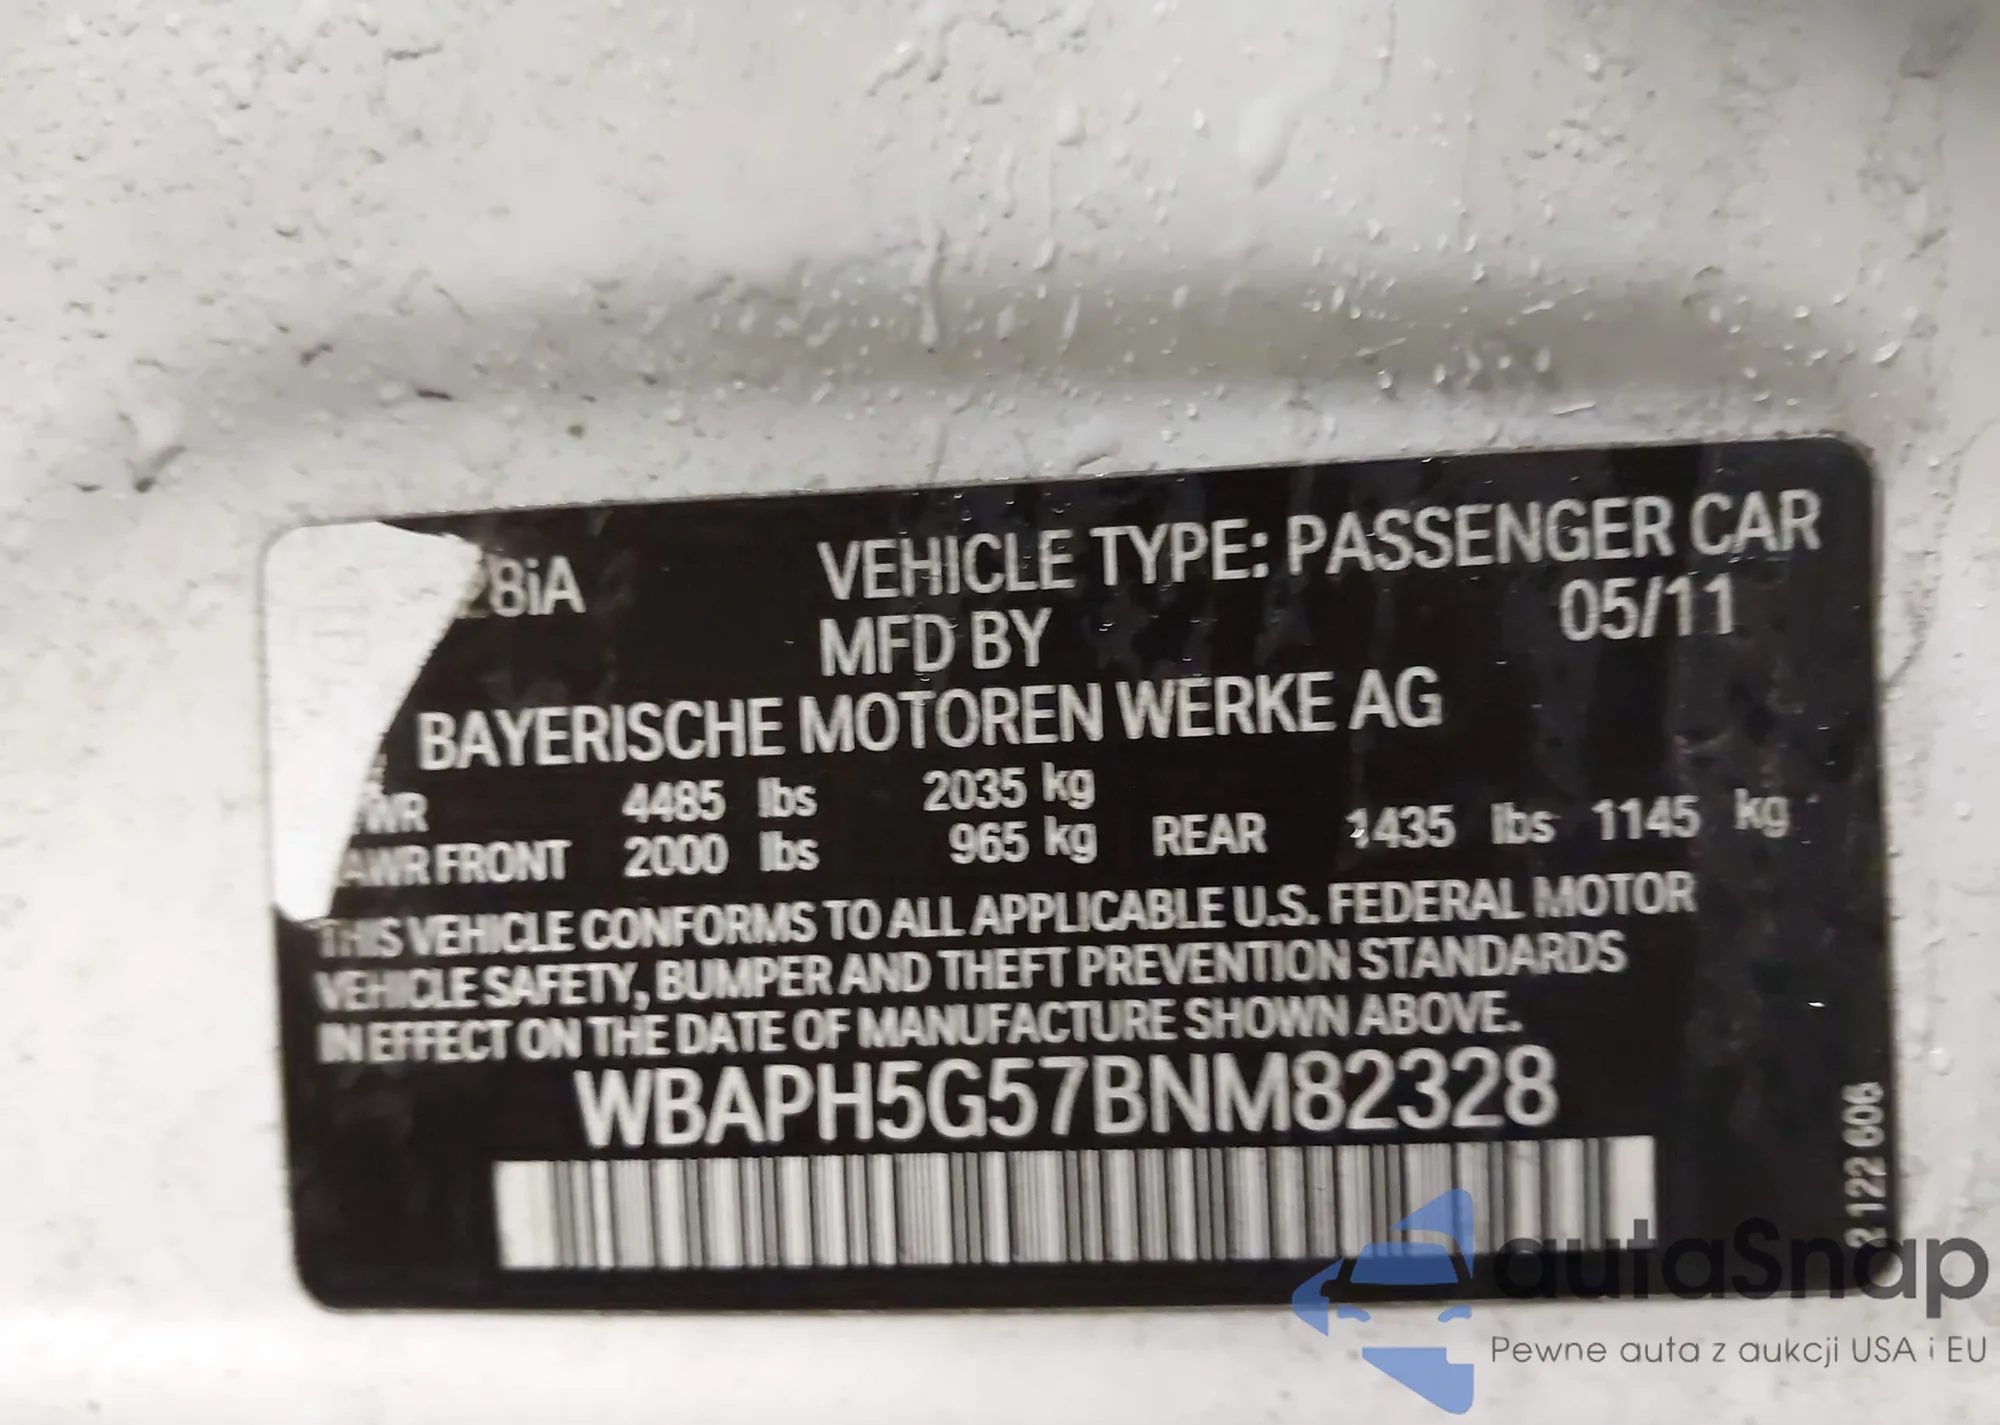 28iA VEHICLE TYPE: PASSENGER CAR
MFD BY 05/11
BAYERISCHE MOTOREN WERKE AG
WR 4485 lbs 2035 kg
AWR FRONT 2000 lbs 965 kg REAR 1435 lbs 1145 kg
THIS VEHICLE CONFORMS TO ALL APPLICABLE U.S. FEDERAL MOTOR
VEHICLE SAFETY, BUMPER AND THEFT PREVENTION STANDARDS
IN EFFECT ON THE DATE OF MANUFACTURE SHOWN ABOVE.
WBAPH5G57BNM82328
2 122 606
autaSnap
Pewne auta z aukcji USA i EU